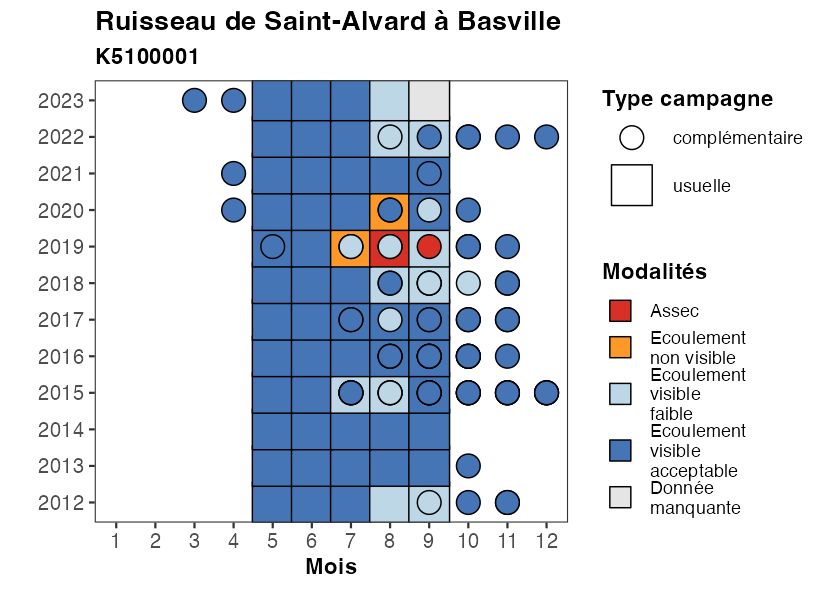 Ruisseau de Saint-Alvard à Basville
K5100001
2023
2022
2021
2020
2019
2018
2017
2016
2015
2014
2013
2012
1 2 3 4 5 6 7 8 9 10 11 12
Mois
Type campagne
complémentaire
usuelle
Modalités
Assec
Ecoulement
non visible
Ecoulement
visible
faible
Ecoulement
visible
acceptable
Donnée
manquante